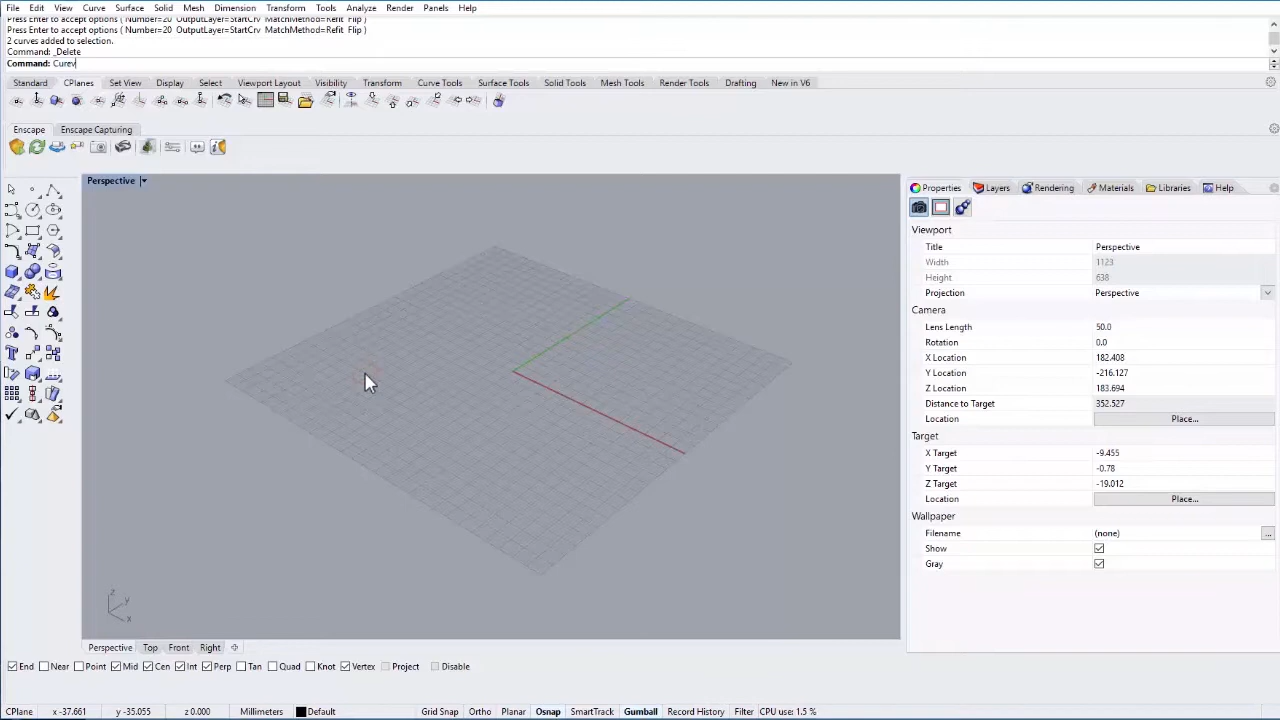 File Edit View Curve Surface Solid Mesh Dimension Transform Tools Analyze Render Panels Help
Press Enter to accept options ( Number=20 OutputLayer=StartCrv MatchMethod=Refit Flip )
Press Enter to accept options ( Number=20 OutputLayer=StartCrv MatchMethod=Refit Flip )
2 curves added to selection.
Command: _Delete
Command: Curev
Standard CPlanes Set View Display Select Viewport Layout Visibility Transform Curve Tools Surface Tools Solid Tools Mesh Tools Render Tools Drafting New in V6
Enscape Enscape Capturing
Perspective
Properties Layers Rendering Materials Libraries Help
Viewport
Title Perspective
Width 1123
Height 638
Projection Perspective
Camera
Lens Length 50.0
Rotation 0.0
X Location 182.408
Y Location -216.127
Z Location 183.694
Distance to Target 352.527
Location Place...
Target
X Target -9.455
Y Target -0.78
Z Target -19.012
Location Place...
Wallpaper
Filename (none) ...
Show
Gray
z y x
Perspective Top Front Right
End Near Point Mid Cen Int Perp Tan Quad Knot Vertex Project Disable
CPlane x -37.661 y -35.055 z 0.000 Millimeters Default Grid Snap Ortho Planar Osnap SmartTrack Gumball Record History Filter CPU use: 1.5 %